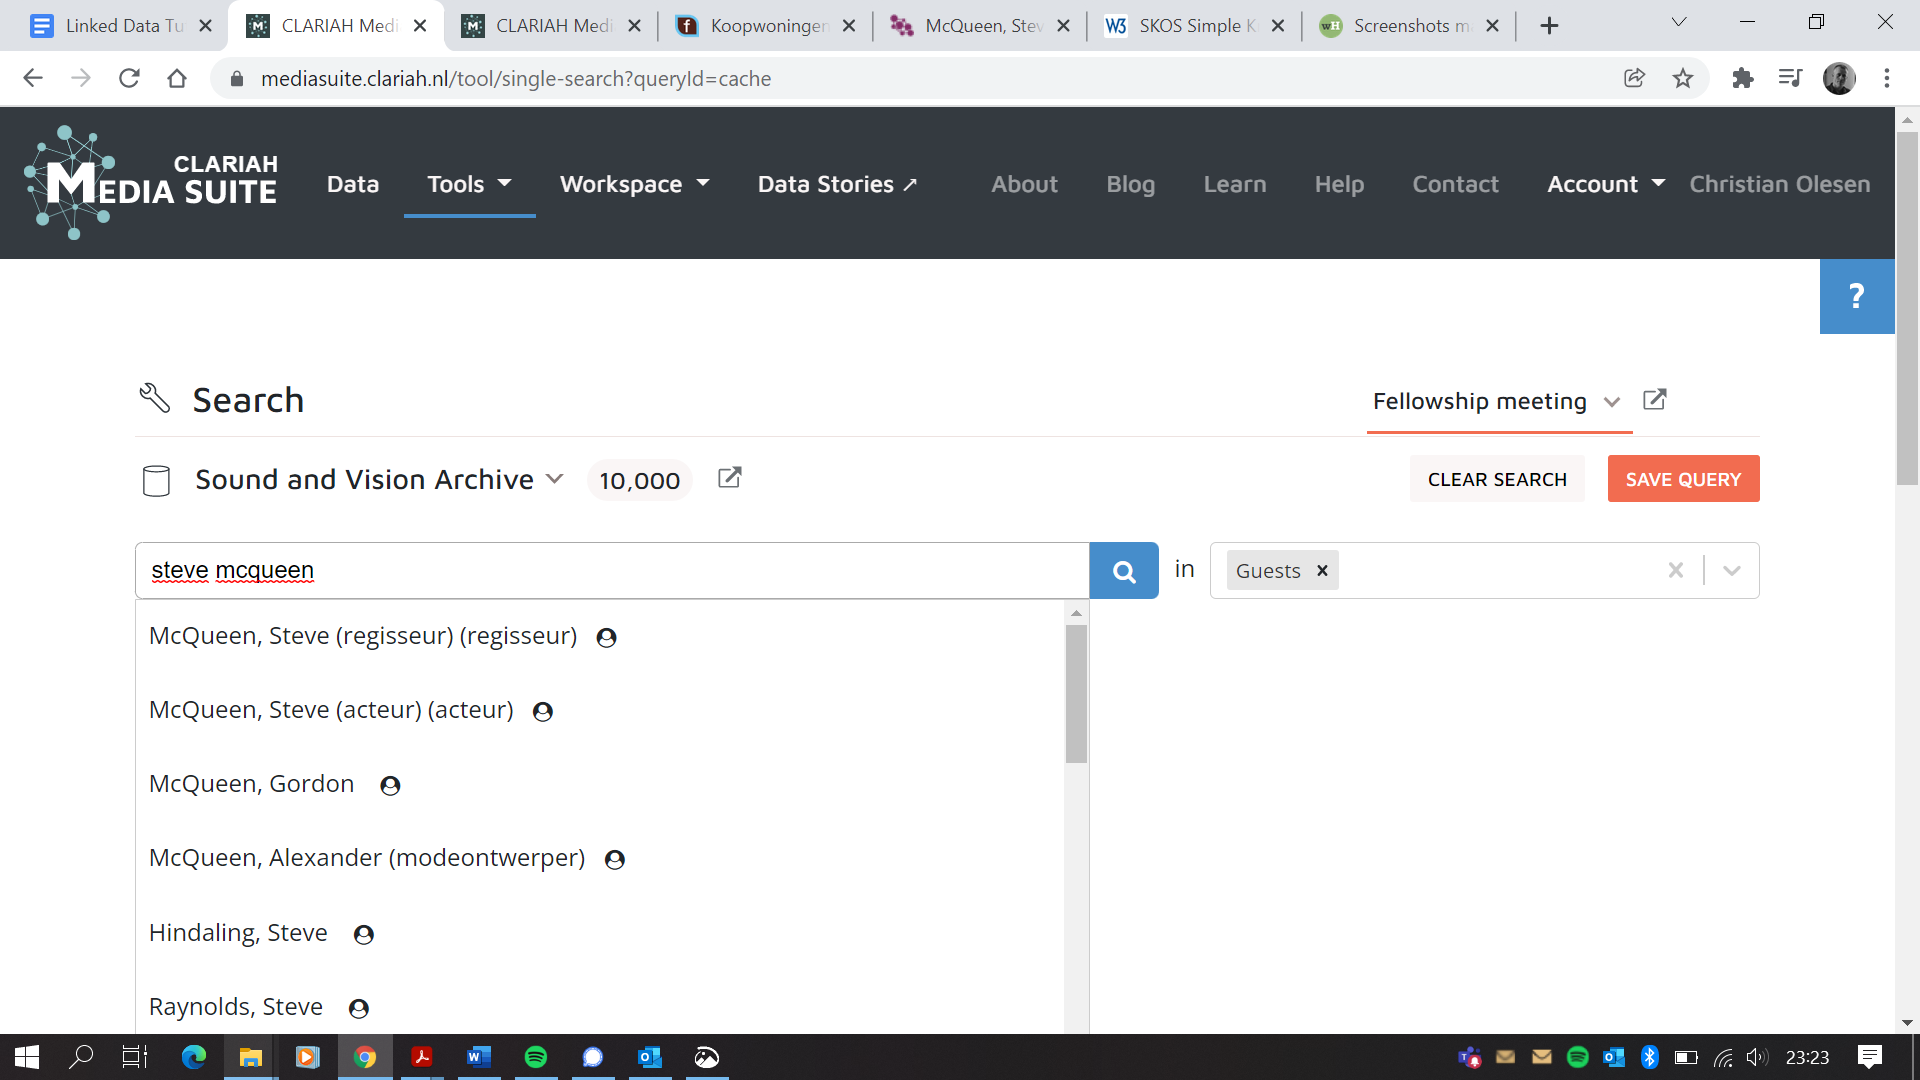 Linked Data Tu
CLARIAH Medi
CLARIAH Medi
Koopwoningen
McQueen, Stev
W3 SKOS Simple K
wH Screenshots m
mediasuite.clariah.nl/tool/single-search?queryId=cache
CLARIAH
MEDIA SUITE
Data Tools Workspace Data Stories ↗ About Blog Learn Help Contact Account Christian Olesen
?
Search
Fellowship meeting
Sound and Vision Archive 10,000
CLEAR SEARCH SAVE QUERY
steve mcqueen
in
Guests ×
McQueen, Steve (regisseur) (regisseur)
McQueen, Steve (acteur) (acteur)
McQueen, Gordon
McQueen, Alexander (modeontwerper)
Hindaling, Steve
Raynolds, Steve
23:23